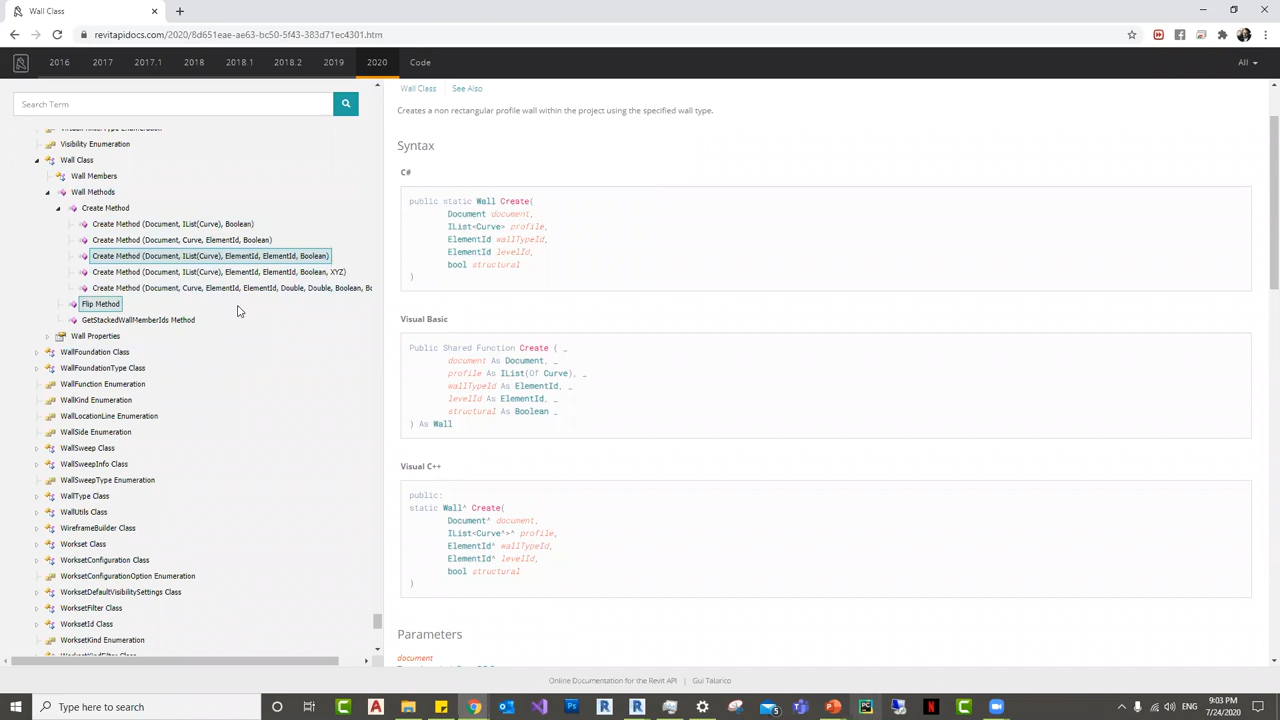 Wall Class
revitapidocs.com/2020/8d651eae-ae63-bc50-5f43-383d71ec4301.htm
2016 2017 2017.1 2018 2018.1 2018.2 2019 2020 Code All
Search Term
Visibility Enumeration
Wall Class
Wall Members
Wall Methods
Create Method
Create Method (Document, IList(Curve), Boolean)
Create Method (Document, Curve, ElementId, Boolean)
Create Method (Document, IList(Curve), ElementId, ElementId, Boolean)
Create Method (Document, IList(Curve), ElementId, ElementId, Boolean, XYZ)
Create Method (Document, Curve, ElementId, ElementId, Double, Double, Boolean, Bo
Flip Method
GetStackedWallMemberIds Method
Wall Properties
WallFoundation Class
WallFoundationType Class
WallFunction Enumeration
WallKind Enumeration
WallLocationLine Enumeration
WallSide Enumeration
WallSweep Class
WallSweepInfo Class
WallSweepType Enumeration
WallType Class
WallUtils Class
WireframeBuilder Class
Workset Class
WorksetConfiguration Class
WorksetConfigurationOption Enumeration
WorksetDefaultVisibilitySettings Class
WorksetFilter Class
WorksetId Class
WorksetKind Enumeration
Wall Class See Also
Creates a non rectangular profile wall within the project using the specified wall type.
Syntax
C#
public static Wall Create(
Document document,
IList<Curve> profile,
ElementId wallTypeId,
ElementId levelId,
bool structural
)
Visual Basic
Public Shared Function Create ( _
document As Document, _
profile As IList(Of Curve), _
wallTypeId As ElementId, _
levelId As ElementId, _
structural As Boolean _
) As Wall
Visual C++
public:
static Wall^ Create(
Document^ document,
IList<Curve^>^ profile,
ElementId^ wallTypeId,
ElementId^ levelId,
bool structural
)
Parameters
document
Online Documentation for the Revit API | Gui Talarico
Type here to search
9:03 PM
7/24/2020